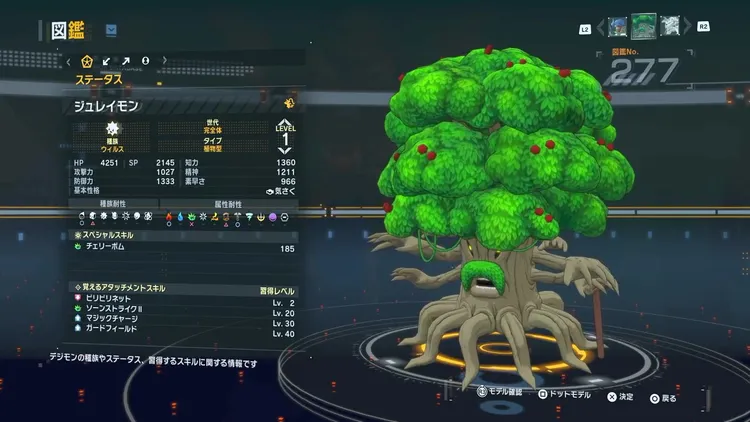 図鑑
L2
R2
図鑑No.
277
ステータス
ジュレイモン
種族
ウイルス
世代
完全体
タイプ
植物型
LEVEL
1
HP 4251 SP 2145 知力 1360
攻撃力 1027 精神 1211
防御力 1333 素早さ 966
基本性格 気さく
種族耐性 属性耐性
スペシャルスキル
チェリーボム 185
覚えるアタッチメントスキル 習得レベル
ビリビリネット Lv. 2
ソーンストライクⅡ Lv. 20
マジックチャージ Lv. 30
ガードフィールド Lv. 40
デジモンの種族やステータス、習得するスキルに関する情報です
R3 モデル確認 ドットモデル 決定 戻る